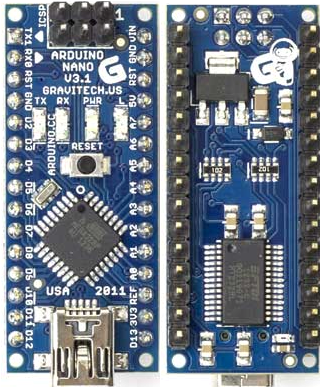 ICSP
1
ARDUINO
NANO
V3.1
G
GRAVITECH.US
TX RX PWR L
ARDUINO.CC
RESET
TX1
RX0
RST
GND
D2
D3
D4
D5
D6
D7
D8
D9
D10
D11
D12
VIN
GND
RST
5V
A7
A6
A5
A4
A3
A2
A1
A0
REF
3V3
D13
USA 2011
102